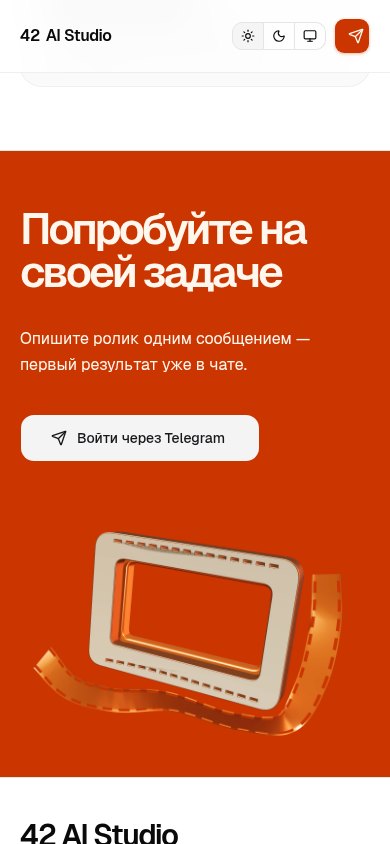 42 AI Studio
Попробуйте на
своей задаче
Опишите ролик одним сообщением —
первый результат уже в чате.
Войти через Telegram
42 AI Studio